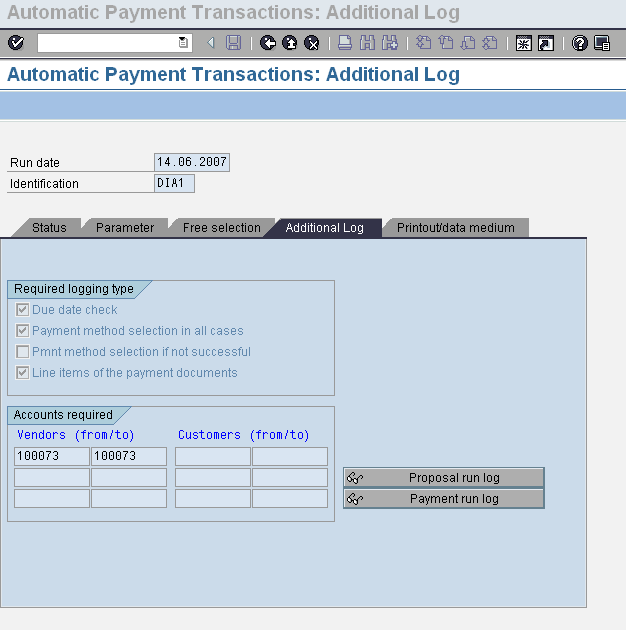 Automatic Payment Transactions: Additional Log
Automatic Payment Transactions: Additional Log
Run date 14.06.2007
Identification DIA1
Status Parameter Free selection Additional Log Printout/data medium
Required logging type
Due date check
Payment method selection in all cases
Pmnt method selection if not successful
Line items of the payment documents
Accounts required
Vendors (from/to) Customers (from/to)
100073 100073
Proposal run log
Payment run log